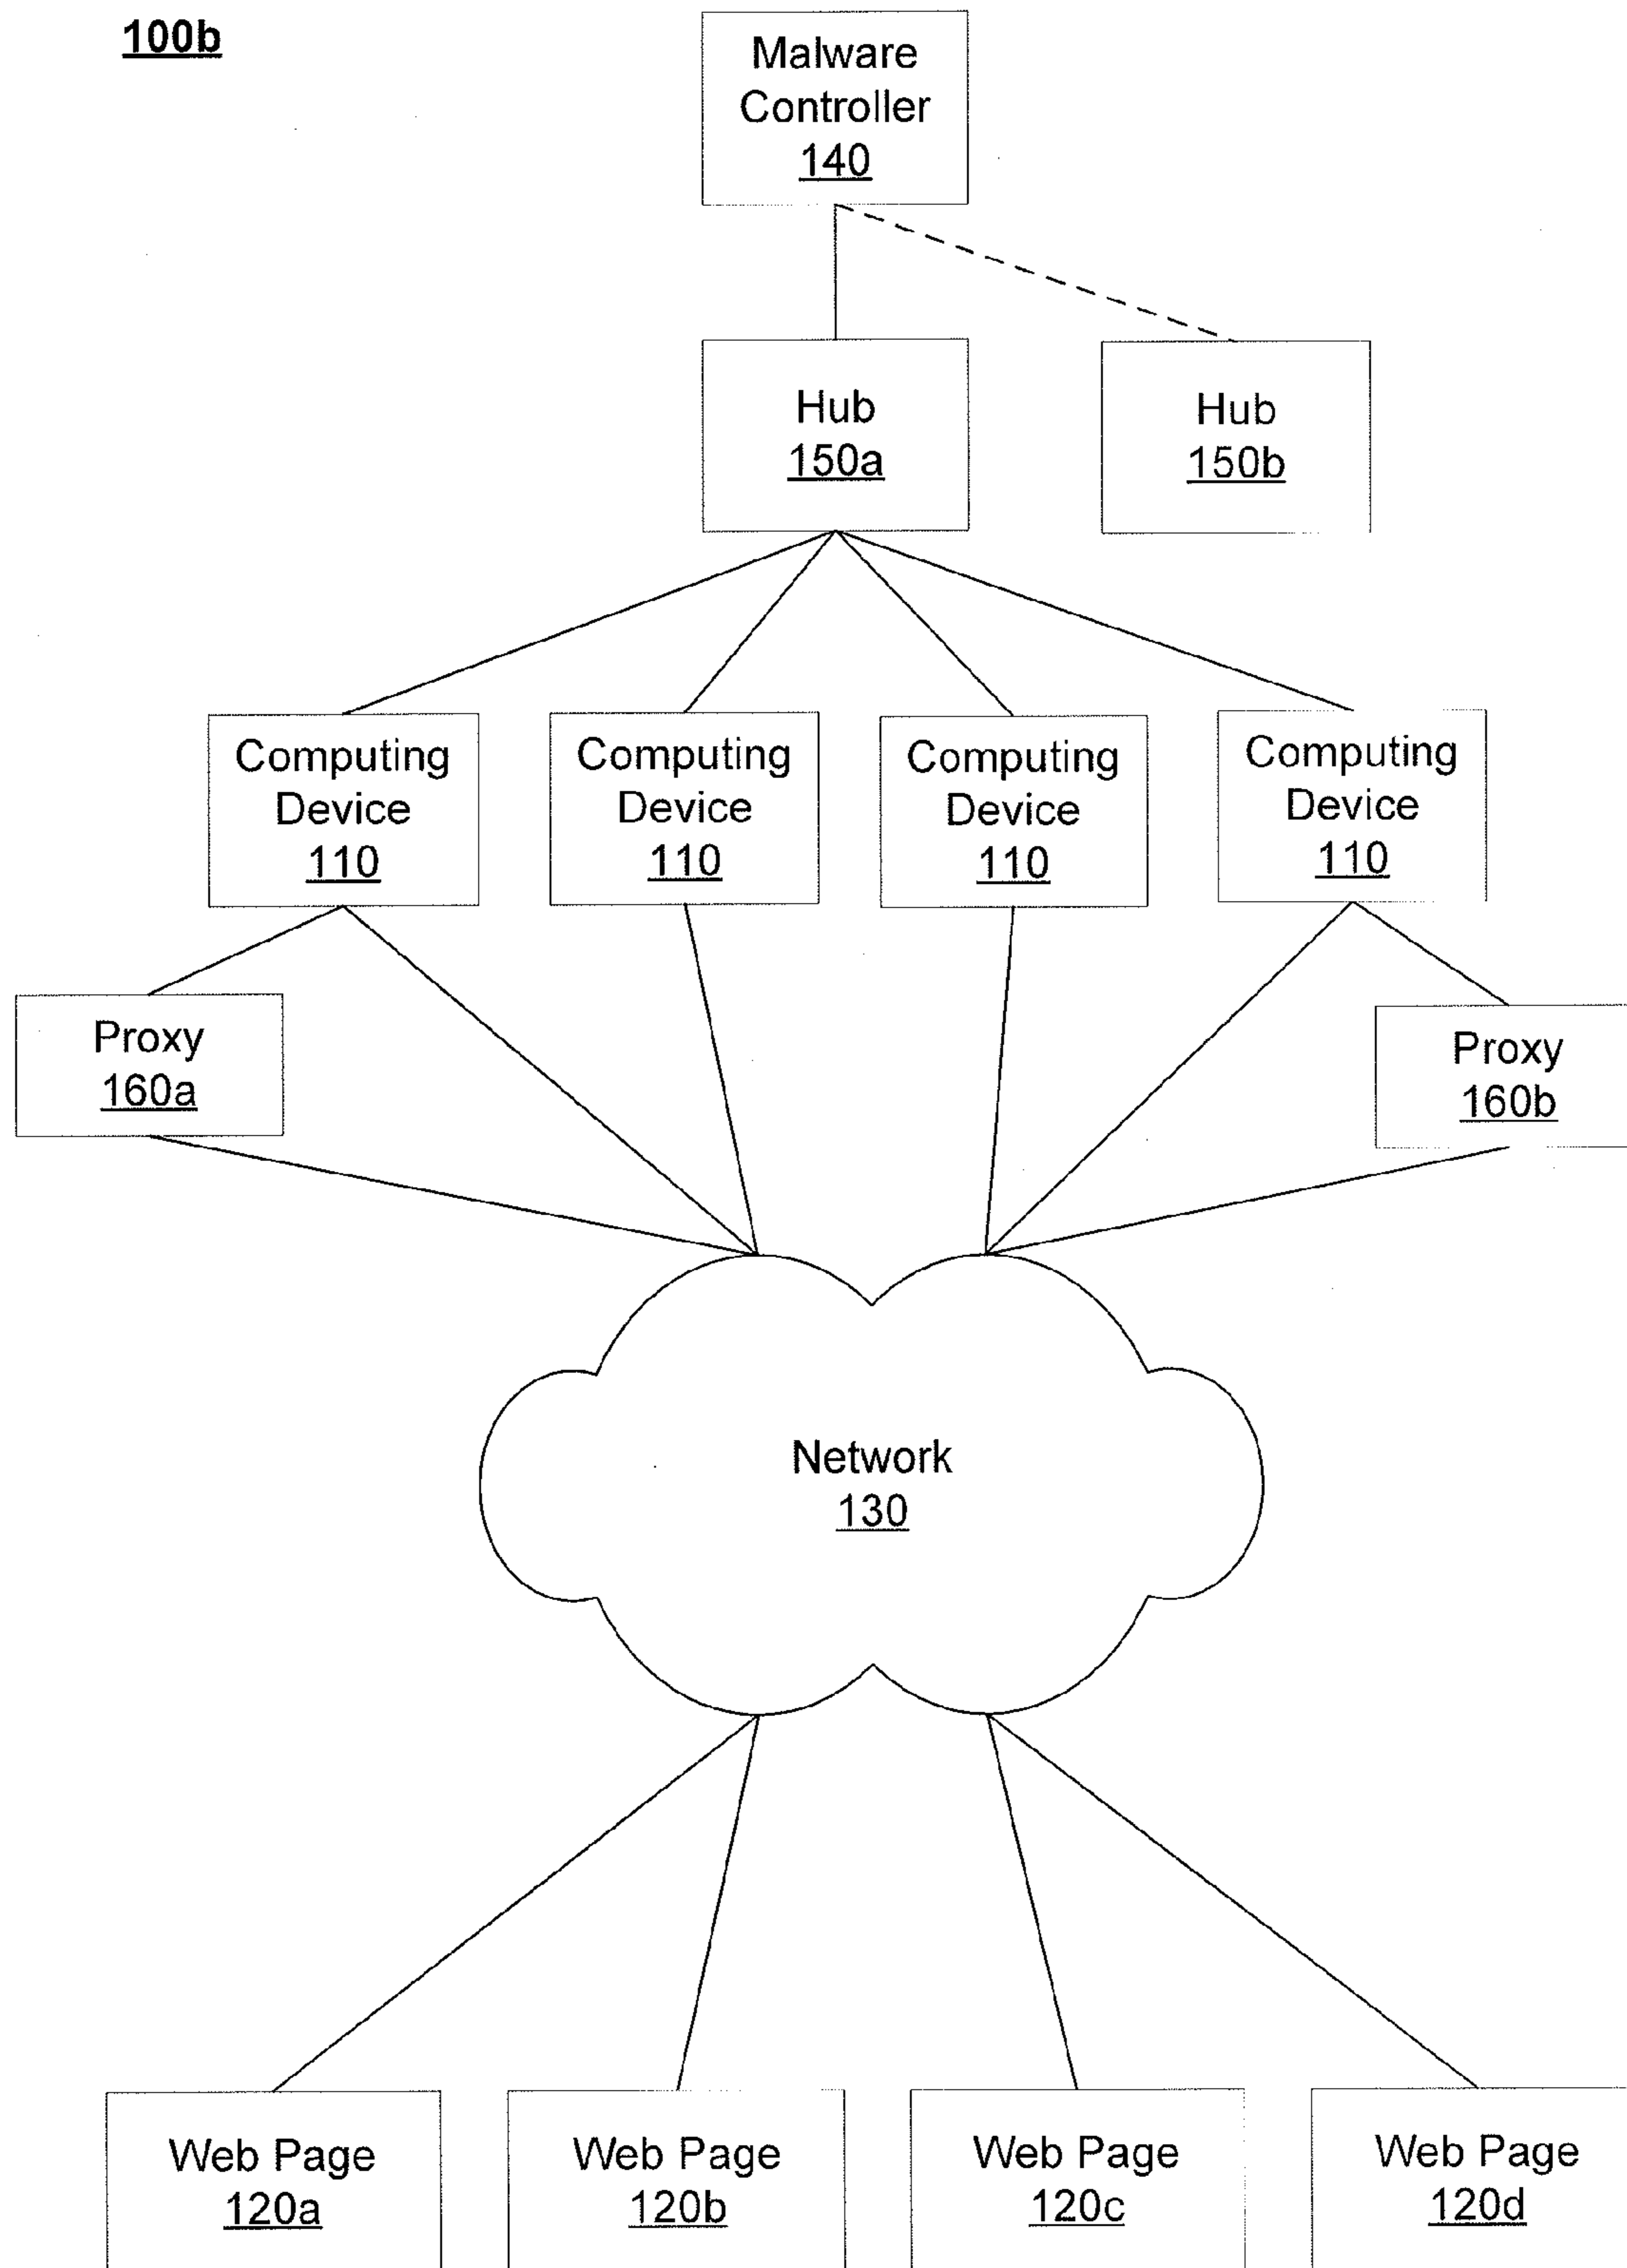 100b
Malware
Controller
140
Hub
150a
Hub
150b
Computing
Device
110
Computing
Device
110
Computing
Device
110
Computing
Device
110
Proxy
160a
Proxy
160b
Network
130
Web Page
120a
Web Page
120b
Web Page
120c
Web Page
120d